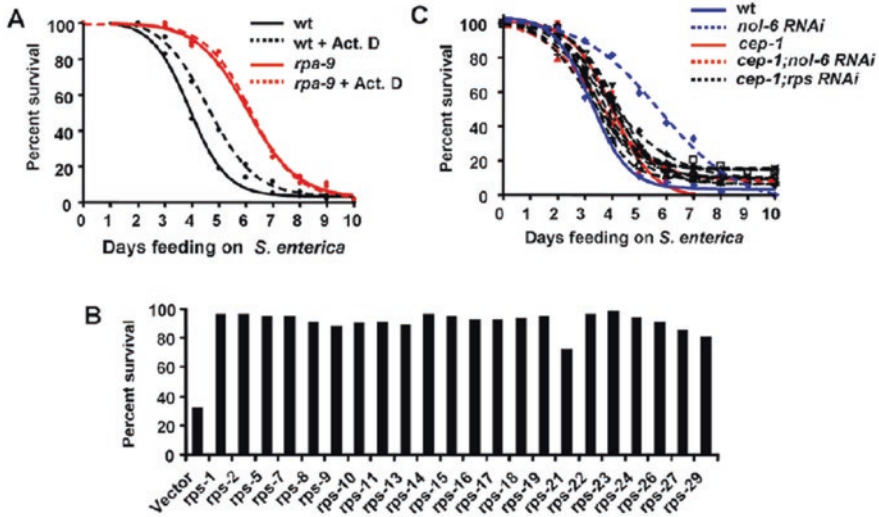 A
Percent survival
100
80
60
40
20
0
0 1 2 3 4 5 6 7 8 9 10
Days feeding on S. enterica
wt
wt + Act. D
rpa-9
rpa-9 + Act. D
C
Percent survival
100
80
60
40
20
0
0 1 2 3 4 5 6 7 8 9 10
Days feeding on S. enterica
wt
nol-6 RNAi
cep-1
cep-1;nol-6 RNAi
cep-1;rps RNAi
B
Percent survival
100
80
60
40
20
0
Vector
rps-1
rps-2
rps-5
rps-7
rps-8
rps-9
rps-10
rps-11
rps-13
rps-14
rps-15
rps-16
rps-17
rps-18
rps-19
rps-21
rps-22
rps-23
rps-24
rps-26
rps-27
rps-29